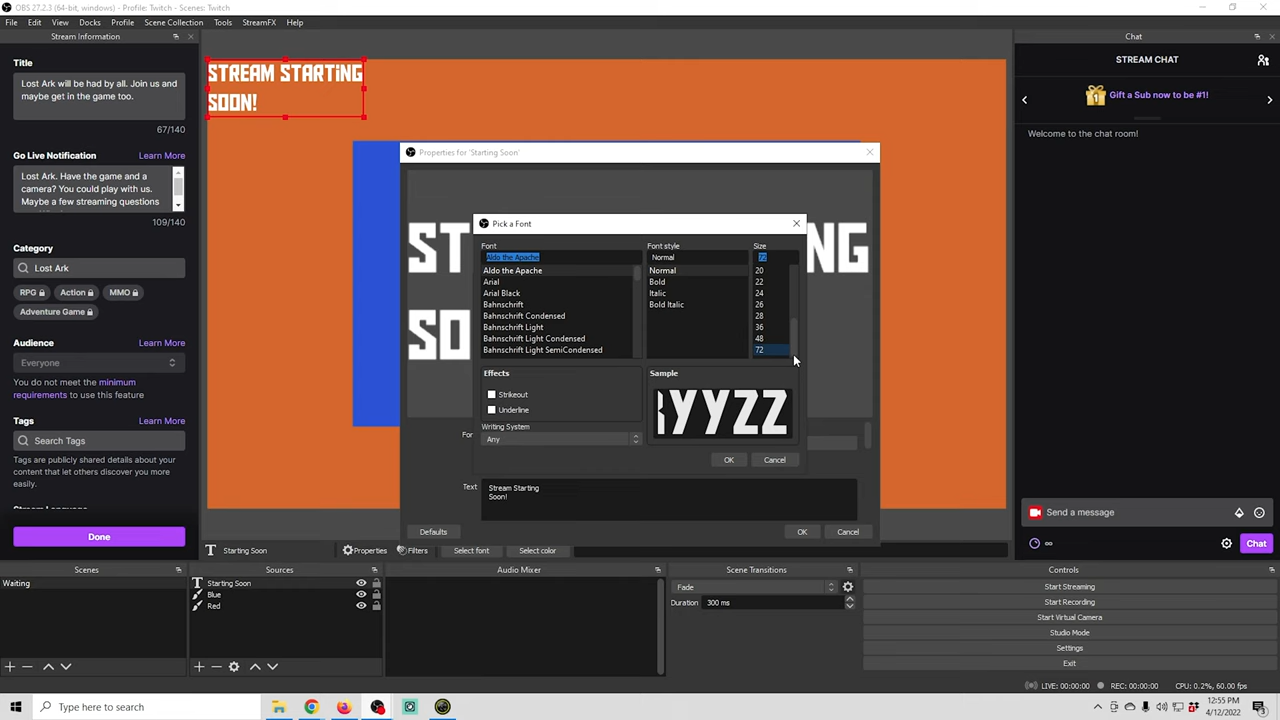 OBS 27.2.3 (64-bit, windows) - Profile: Twitch - Scenes: Twitch
File Edit View Docks Profile Scene Collection Tools StreamFX Help
Stream Information
Title
Lost Ark will be had by all. Join us and
maybe get in the game too.
67/140
Go Live Notification Learn More
Lost Ark. Have the game and a
camera? You could play with us.
Maybe a few streaming questions
109/140
Category
Lost Ark
RPG Action MMO
Adventure Game
Audience Learn More
Everyone
You do not meet the minimum
requirements to use this feature
Tags Learn More
Search Tags
Tags are publicly shared details about your
content that let others discover you more
easily.
Stream Language
Done
STREAM STARTiNG
SOON!
Properties for 'Starting Soon'
ST NG
SO
Pick a Font
Font Font style Size
Aldo the Apache Normal 72
Aldo the Apache Normal 20
Arial Bold 22
Arial Black Italic 24
Bahnschrift Bold Italic 26
Bahnschrift Condensed 28
Bahnschrift Light 36
Bahnschrift Light Condensed 48
Bahnschrift Light SemiCondensed 72
Effects Sample
Strikeout
Underline
YYZZ
Writing System
Any
OK Cancel
For
Text
Stream Starting
Soon!
Defaults OK Cancel
Starting Soon Properties Filters Select font Select color
Chat
STREAM CHAT
1
Gift a Sub now to be #1!
Welcome to the chat room!
Send a message
∞ Chat
Scenes Sources Audio Mixer Scene Transitions Controls
Waiting
Starting Soon
Blue
Red
Fade
Duration 300 ms
Start Streaming
Start Recording
Start Virtual Camera
Studio Mode
Settings
Exit
LIVE: 00:00:00 REC: 00:00:00 CPU: 0.2%, 60.00 fps
Type here to search
12:55 PM
4/12/2022